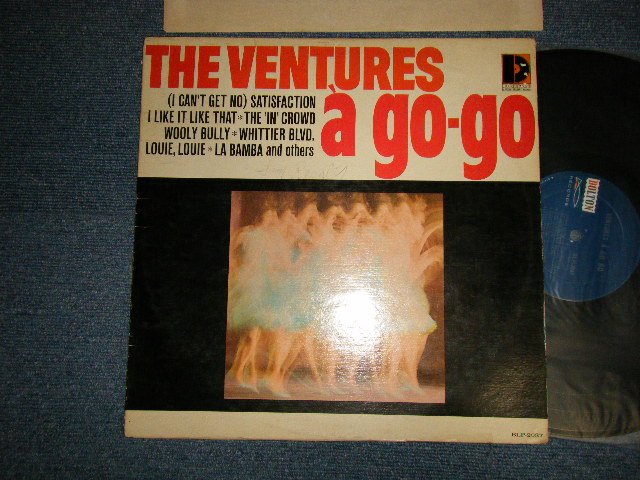 THE VENTURES
à go-go
(I CAN'T GET NO) SATISFACTION
I LIKE IT LIKE THAT * THE 'IN' CROWD
WOOLY BULLY * WHITTIER BLVD.
LOUIE, LOUIE * LA BAMBA and others
DOLTON